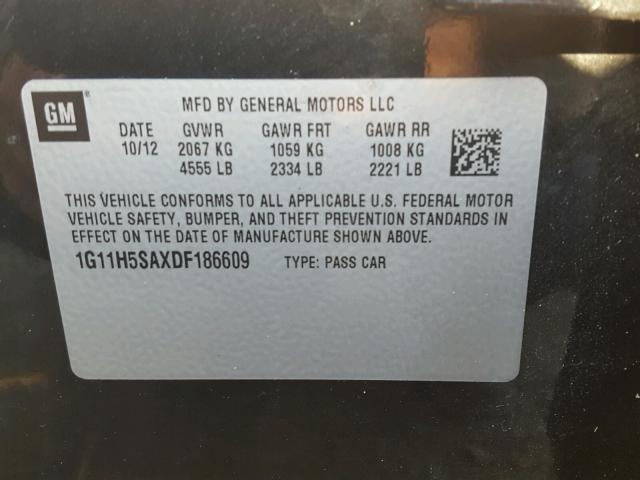 GM ®
MFD BY GENERAL MOTORS LLC
DATE GVWR GAWR FRT GAWR RR
10/12 2067 KG 1059 KG 1008 KG
4555 LB 2334 LB 2221 LB
THIS VEHICLE CONFORMS TO ALL APPLICABLE U.S. FEDERAL MOTOR
VEHICLE SAFETY, BUMPER, AND THEFT PREVENTION STANDARDS IN
EFFECT ON THE DATE OF MANUFACTURE SHOWN ABOVE.
1G11H5SAXDF186609 TYPE: PASS CAR